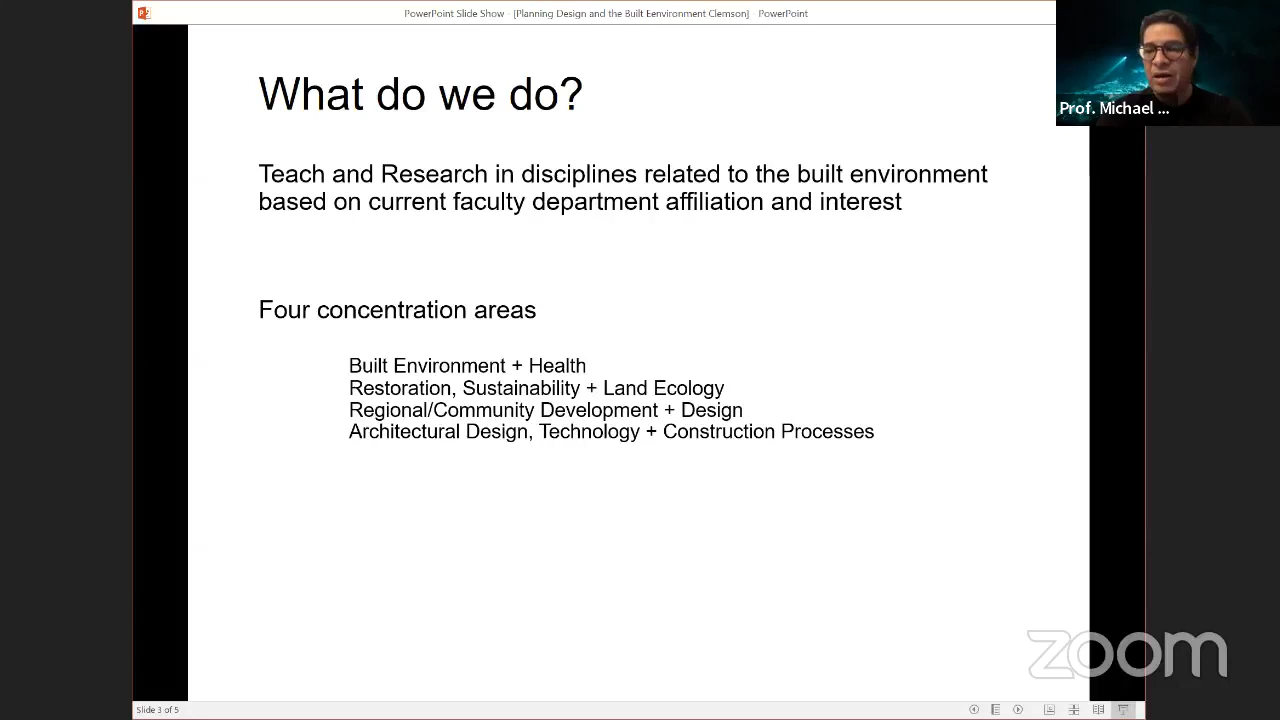 PowerPoint Slide Show - [Planning Design and the Built Eenvironment Clemson] - PowerPoint
Prof. Michael ...
What do we do?
Teach and Research in disciplines related to the built environment
based on current faculty department affiliation and interest
Four concentration areas
Built Environment + Health
Restoration, Sustainability + Land Ecology
Regional/Community Development + Design
Architectural Design, Technology + Construction Processes
zoom
Slide 3 of 5